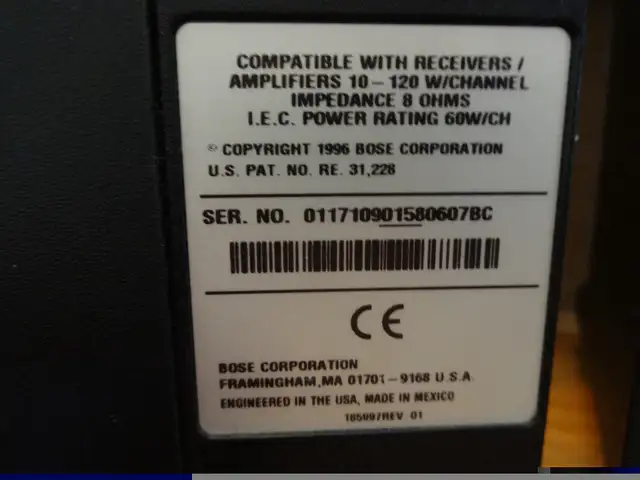 COMPATIBLE WITH RECEIVERS /
AMPLIFIERS 10 – 120 W/CHANNEL
IMPEDANCE 8 OHMS
I.E.C. POWER RATING 60W/CH
© COPYRIGHT 1996 BOSE CORPORATION
U.S. PAT. NO. RE. 31,228
SER. NO. 011710901580607BC
CE
BOSE CORPORATION
FRAMINGHAM, MA 01701 – 9168 U.S.A.
ENGINEERED IN THE USA, MADE IN MEXICO
185997REV 01